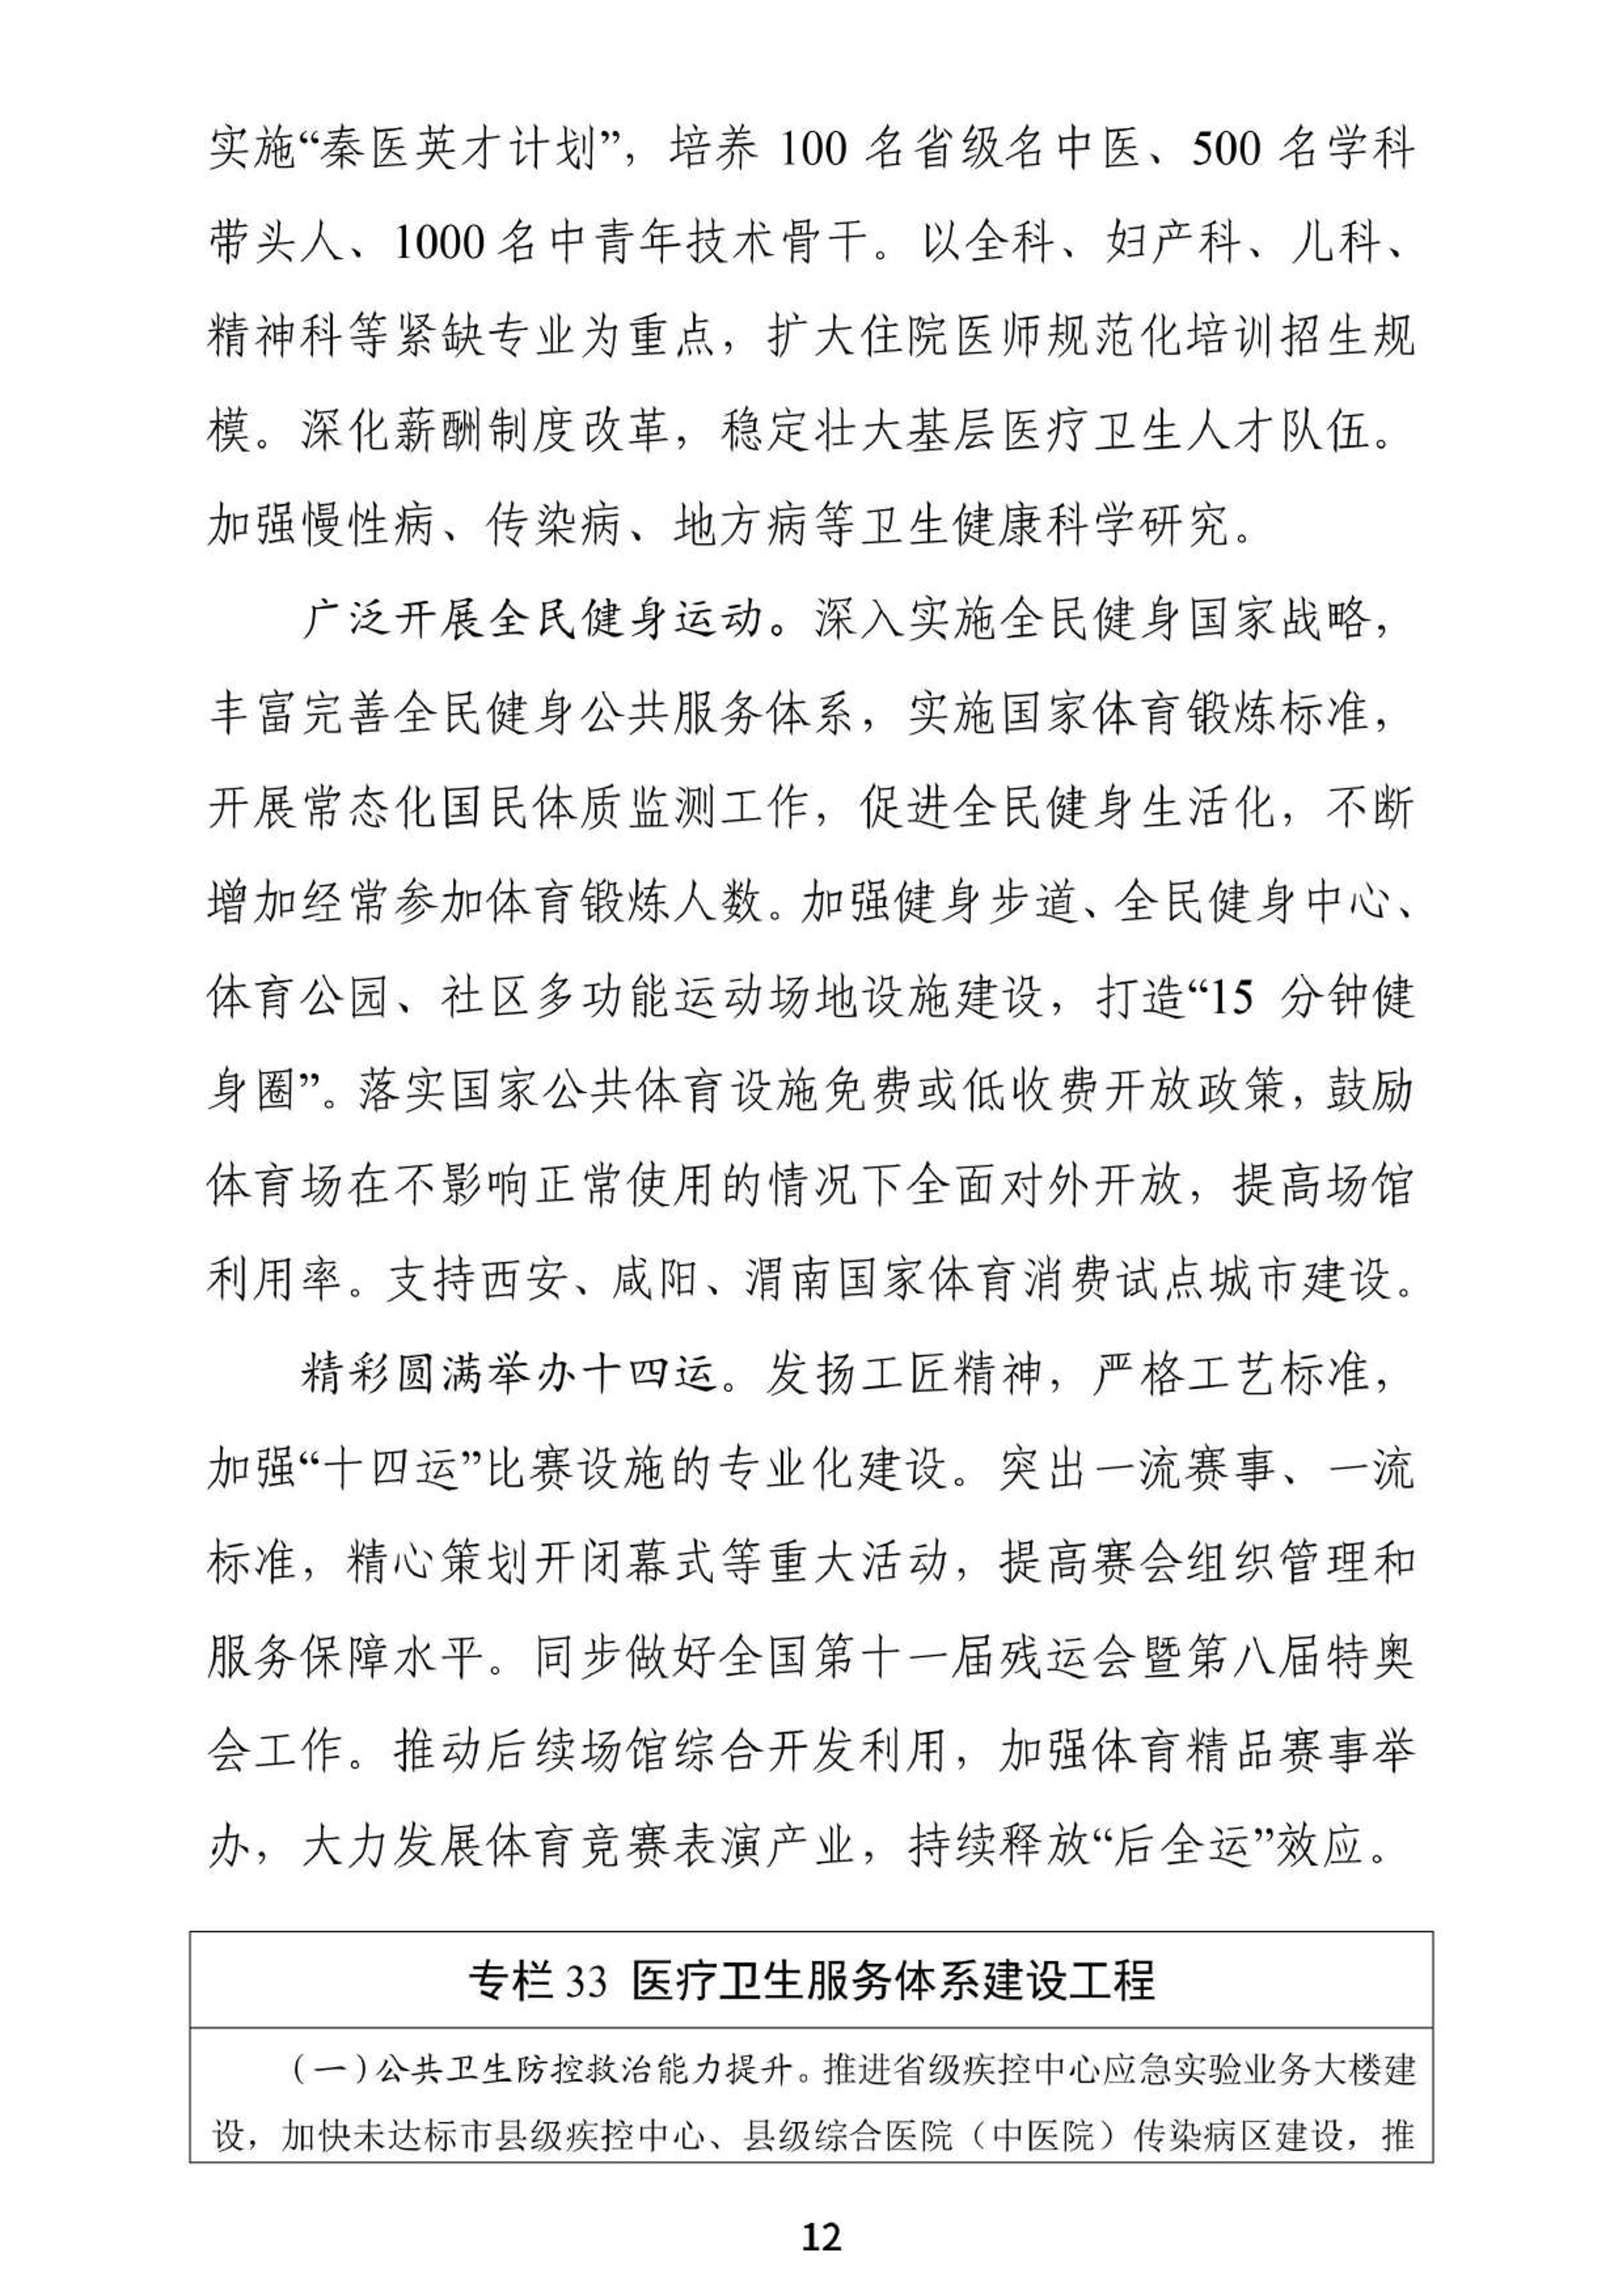 实施“秦医英才计划”，培养 100 名省级名中医、500 名学科
带头人、1000 名中青年技术骨干。以全科、妇产科、儿科、
精神科等紧缺专业为重点，扩大住院医师规范化培训招生规
模。深化薪酬制度改革，稳定壮大基层医疗卫生人才队伍。
加强慢性病、传染病、地方病等卫生健康科学研究。
广泛开展全民健身运动。深入实施全民健身国家战略，
丰富完善全民健身公共服务体系，实施国家体育锻炼标准，
开展常态化国民体质监测工作，促进全民健身生活化，不断
增加经常参加体育锻炼人数。加强健身步道、全民健身中心、
体育公园、社区多功能运动场地设施建设，打造“15 分钟健
身圈”。落实国家公共体育设施免费或低收费开放政策，鼓励
体育场在不影响正常使用的情况下全面对外开放，提高场馆
利用率。支持西安、咸阳、渭南国家体育消费试点城市建设。
精彩圆满举办十四运。发扬工匠精神，严格工艺标准，
加强“十四运”比赛设施的专业化建设。突出一流赛事、一流
标准，精心策划开闭幕式等重大活动，提高赛会组织管理和
服务保障水平。同步做好全国第十一届残运会暨第八届特奥
会工作。推动后续场馆综合开发利用，加强体育精品赛事举
办，大力发展体育竞赛表演产业，持续释放“后全运”效应。
专栏 33 医疗卫生服务体系建设工程
（一）公共卫生防控救治能力提升。推进省级疾控中心应急实验业务大楼建
设，加快未达标市县级疾控中心、县级综合医院（中医院）传染病区建设，推
12